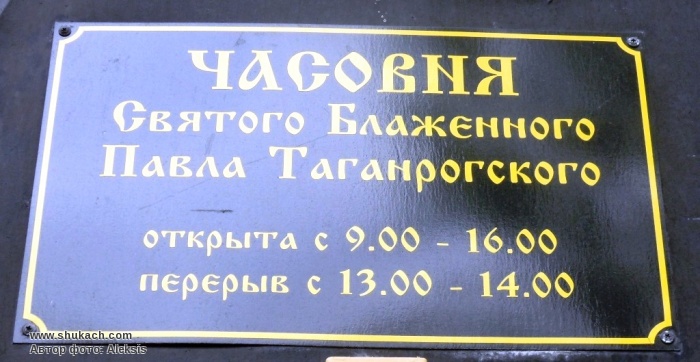 ЧАСОВНЯ
Святого Блаженного
Павла Таганрогского
открыта с 9.00 - 16.00
перерыв с 13.00 - 14.00
www.shukach.com
Автор фото: Aleksis